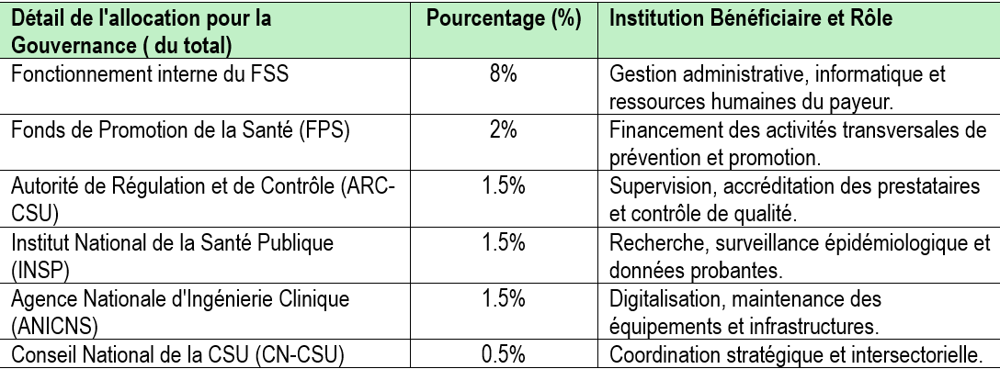 Détail de l'allocation pour la Gouvernance ( du total) Pourcentage (%) Institution Bénéficiaire et Rôle
Fonctionnement interne du FSS 8% Gestion administrative, informatique et ressources humaines du payeur.
Fonds de Promotion de la Santé (FPS) 2% Financement des activités transversales de prévention et promotion.
Autorité de Régulation et de Contrôle (ARC-CSU) 1.5% Supervision, accréditation des prestataires et contrôle de qualité.
Institut National de la Santé Publique (INSP) 1.5% Recherche, surveillance épidémiologique et données probantes.
Agence Nationale d'Ingénierie Clinique (ANICNS) 1.5% Digitalisation, maintenance des équipements et infrastructures.
Conseil National de la CSU (CN-CSU) 0.5% Coordination stratégique et intersectorielle.